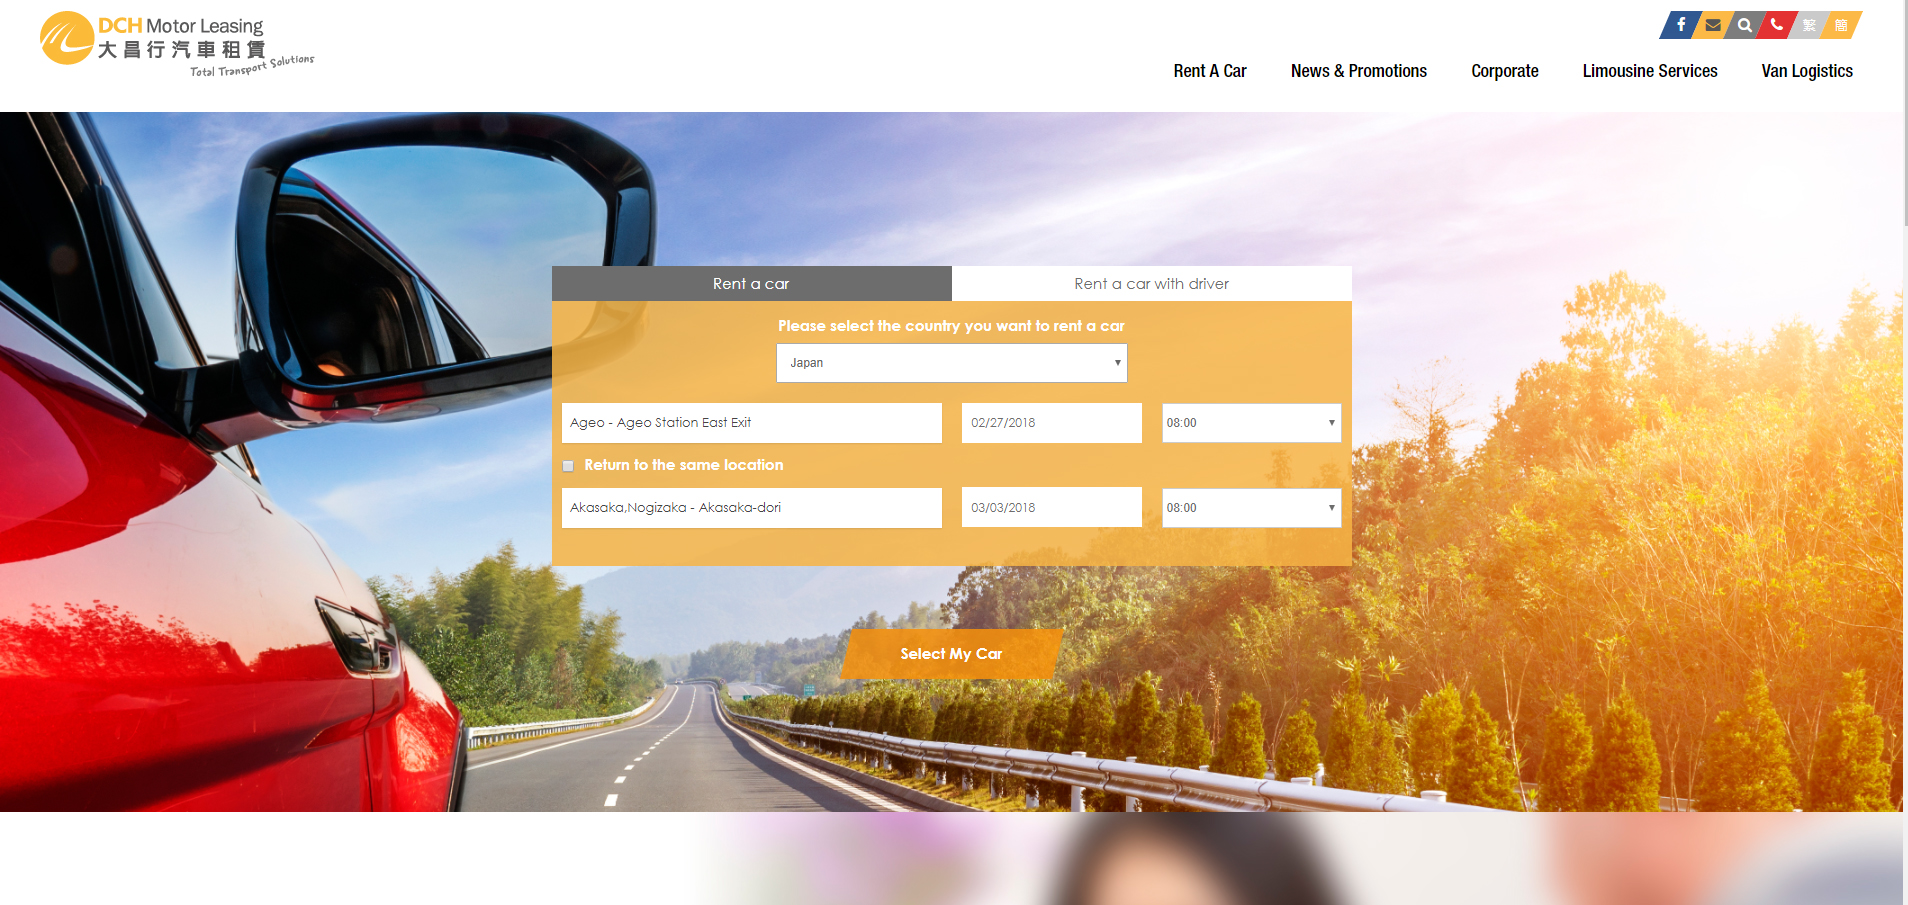 DCH Motor Leasing
大昌行汽車租賃
Total Transport Solutions
f 繁 簡
Rent A Car News & Promotions Corporate Limousine Services Van Logistics
Rent a car Rent a car with driver
Please select the country you want to rent a car
Japan
Ageo - Ageo Station East Exit 02/27/2018 08:00
Return to the same location
Akasaka,Nogizaka - Akasaka-dori 03/03/2018 08:00
Select My Car